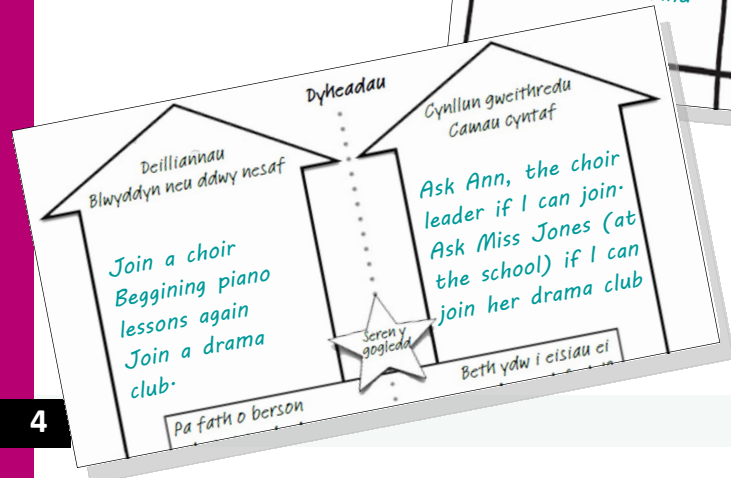 Dyheadau
Deilliannau
Blwyddyn neu ddwy nesaf
Join a choir
Beggining piano
lessons again
Join a drama
club.
Cynllun gweithredu
Camau cyntaf
Ask Ann, the choir
leader if I can join.
Ask Miss Jones (at
the school) if I can
join her drama club
Seren y
gogledd
Pa fath o berson
Beth ydw i eisiau ei
4